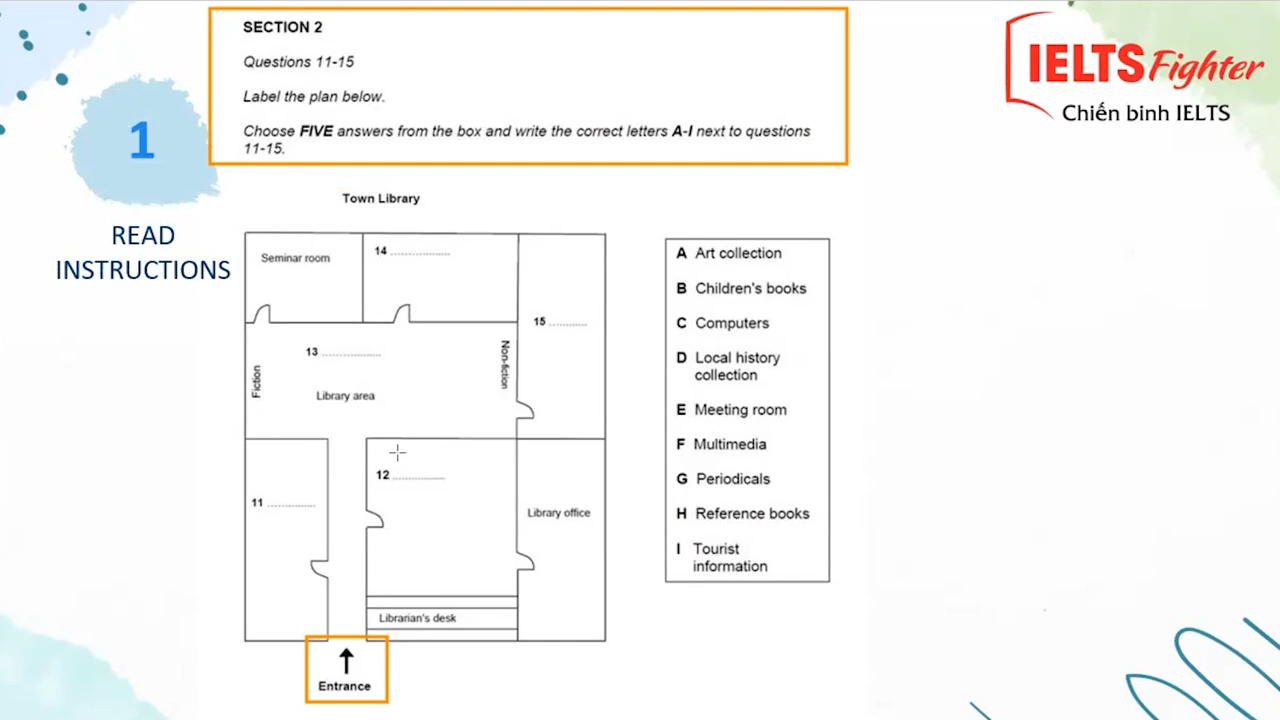 SECTION 2
Questions 11-15
Label the plan below.
Choose FIVE answers from the box and write the correct letters A-I next to questions
11-15.
IELTS Fighter
Chiến binh IELTS
1
READ
INSTRUCTIONS
Town Library
Seminar room
14 ....................
15 .............
13 ....................
Fiction
Non-fiction
Library area
12 .................
11 ................
Library office
Librarian's desk
Entrance
A Art collection
B Children's books
C Computers
D Local history
collection
E Meeting room
F Multimedia
G Periodicals
H Reference books
I Tourist
information